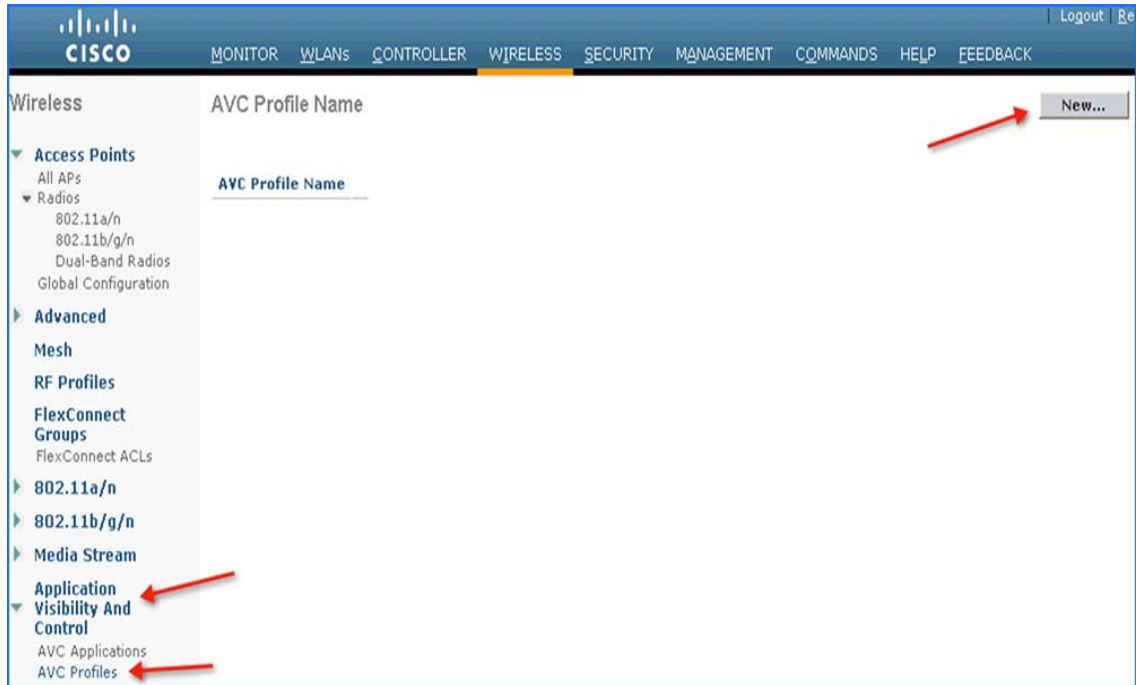 Logout Re
CISCO
MONITOR WLANs CONTROLLER WIRELESS SECURITY MANAGEMENT COMMANDS HELP FEEDBACK
Wireless
Access Points
All APs
Radios
802.11a/n
802.11b/g/n
Dual-Band Radios
Global Configuration
Advanced
Mesh
RF Profiles
FlexConnect
Groups
FlexConnect ACLs
802.11a/n
802.11b/g/n
Media Stream
Application
Visibility And
Control
AVC Applications
AVC Profiles
AVC Profile Name
New...
AVC Profile Name